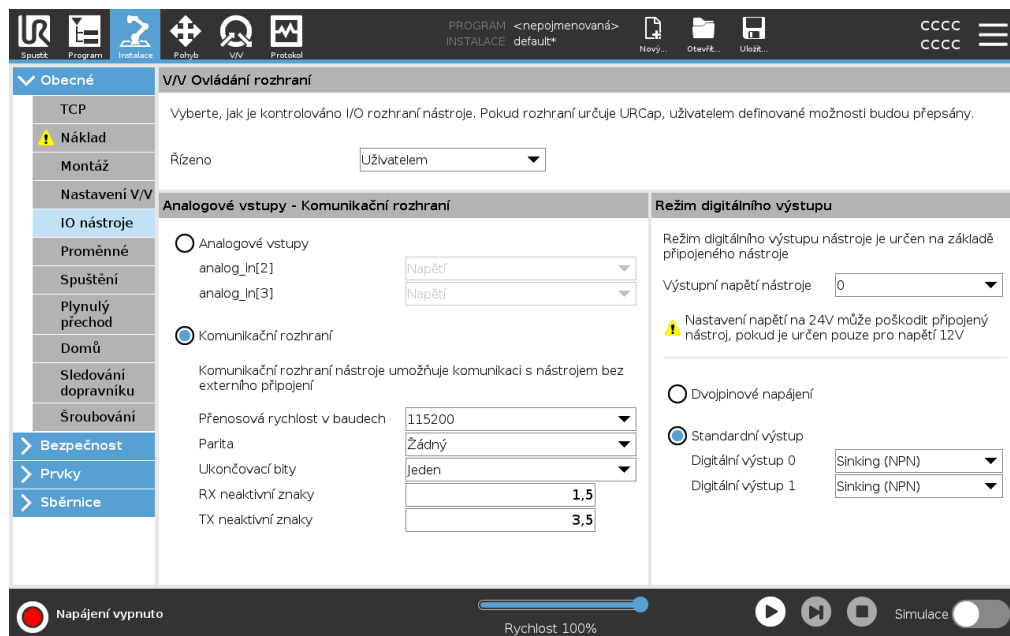 PROGRAM <nepojmenovaná>
INSTALACE default*
CCCC
CCCC
Spustit Program Instalace Pohyb V/V Protokol Nový... Otevřít... Uložit...
Obecné
TCP
Náklad
Montáž
Nastavení V/V
IO nástroje
Proměnné
Spuštění
Plynulý
přechod
Domů
Sledování
dopravníku
Šroubování
Bezpečnost
Prvky
Sběrnice
V/V Ovládání rozhraní
Vyberte, jak je kontrolováno I/O rozhraní nástroje. Pokud rozhraní určuje URCap, uživatelem definované možnosti budou přepsány.
Řízeno Uživatelem
Analogové vstupy - Komunikační rozhraní
Analogové vstupy
analog_in[2] Napětí
analog_in[3] Napětí
Komunikační rozhraní
Komunikační rozhraní nástroje umožňuje komunikaci s nástrojem bez
externího připojení
Přenosová rychlost v baudech 115200
Parita Žádný
Ukončovací bity Jeden
RX neaktivní znaky 1,5
TX neaktivní znaky 3,5
Režim digitálního výstupu
Režim digitálního výstupu nástroje je určen na základě
připojeného nástroje
Výstupní napětí nástroje 0
Nastavení napětí na 24V může poškodit připojený
nástroj, pokud je určen pouze pro napětí 12V
Dvojpinové napájení
Standardní výstup
Digitální výstup 0 Sinking (NPN)
Digitální výstup 1 Sinking (NPN)
Napájení vypnuto
Rychlost 100%
Simulace